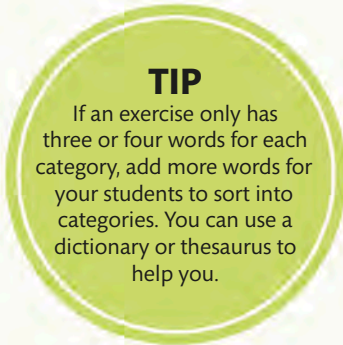 TIP
If an exercise only has
three or four words for each
category, add more words for
your students to sort into
categories. You can use a
dictionary or thesaurus to
help you.